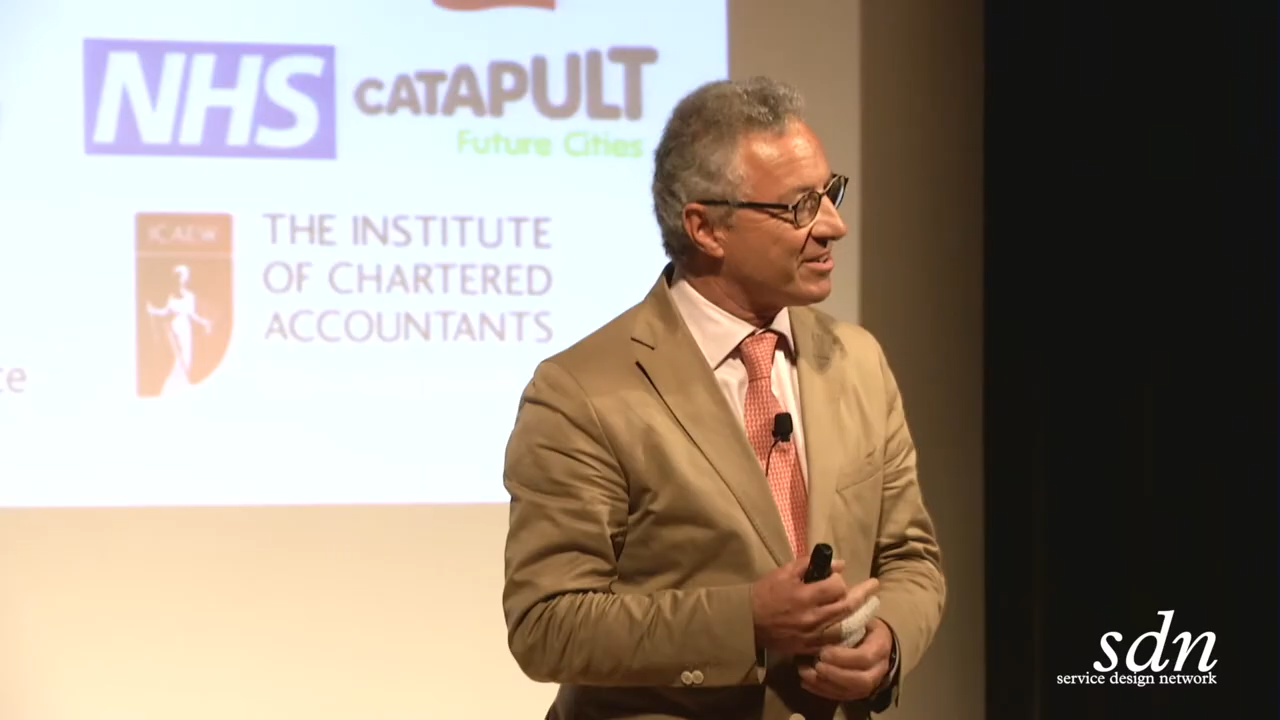 NHS
CATAPULT
Future Cities
ICAEW
THE INSTITUTE
OF CHARTERED
ACCOUNTANTS
sdn
service design network